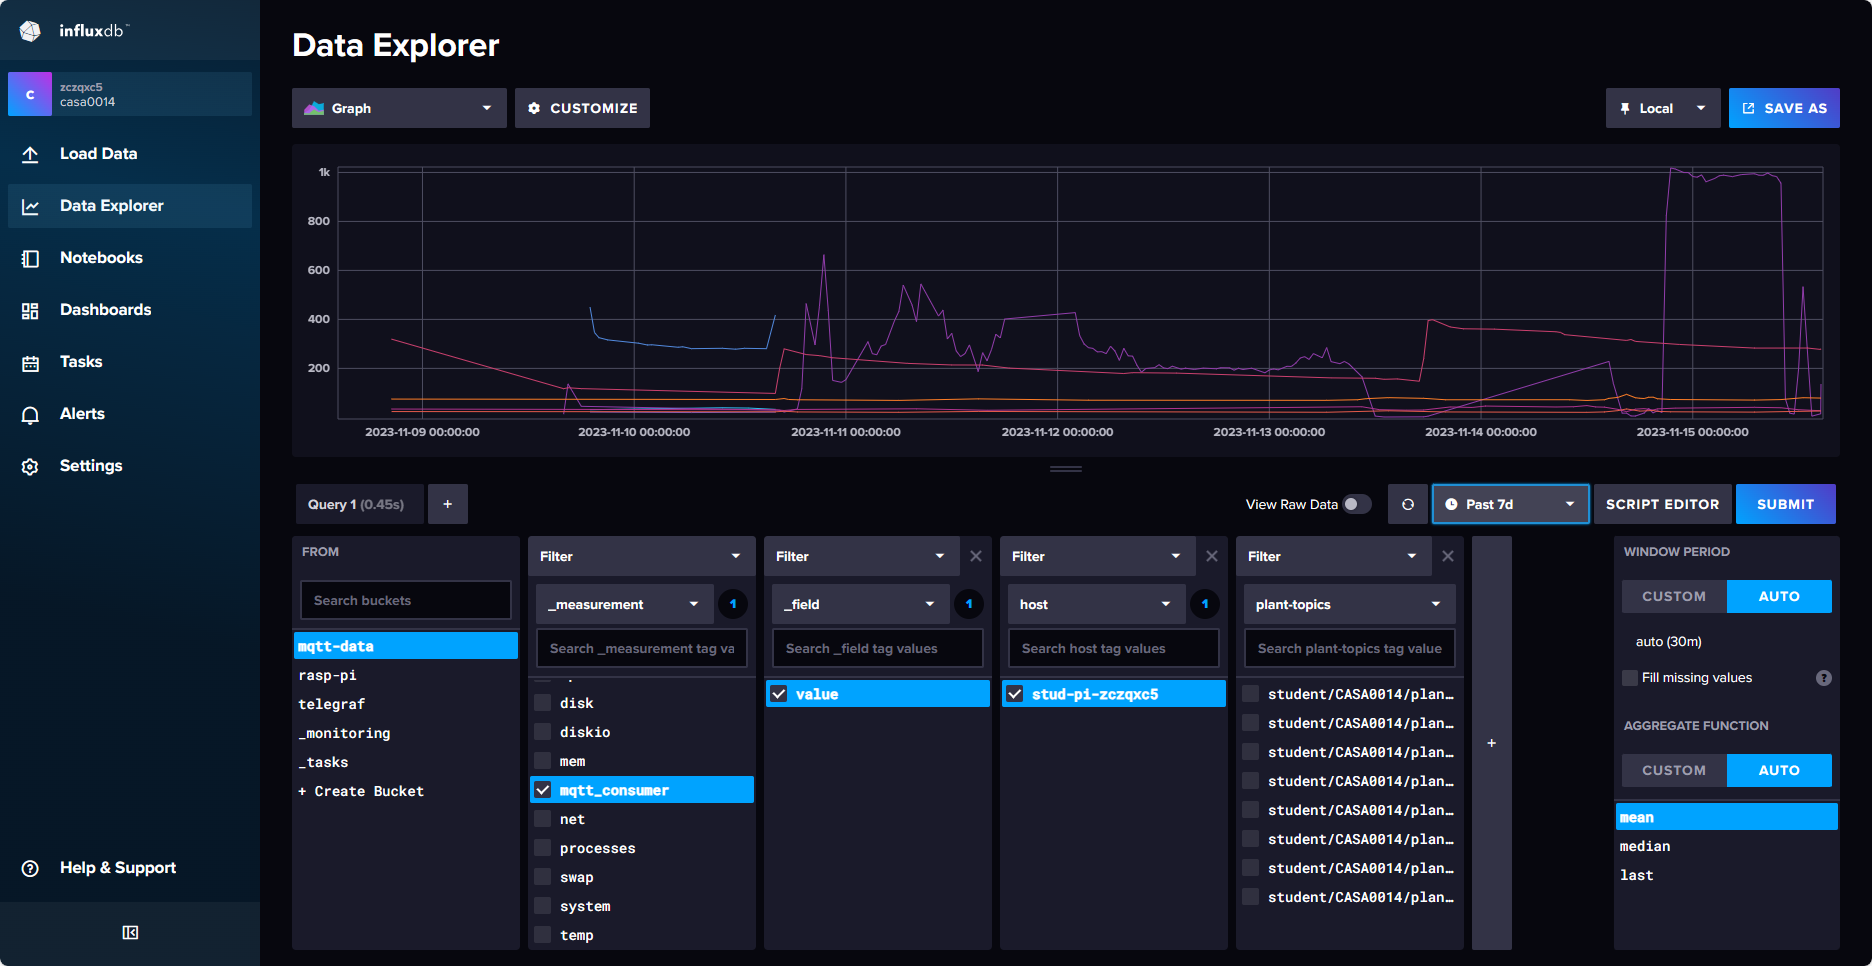 influxdb™
C
zczqxc5
casa0014
Load Data
Data Explorer
Notebooks
Dashboards
Tasks
Alerts
Settings
Help & Support
Data Explorer
Graph
CUSTOMIZE
Local
SAVE AS
1k
800
600
400
200
2023-11-09 00:00:00
2023-11-10 00:00:00
2023-11-11 00:00:00
2023-11-12 00:00:00
2023-11-13 00:00:00
2023-11-14 00:00:00
2023-11-15 00:00:00
Query 1 (0.45s)
+
View Raw Data
Past 7d
SCRIPT EDITOR
SUBMIT
FROM
Search buckets
mqtt-data
rasp-pi
telegraf
_monitoring
_tasks
+ Create Bucket
Filter
_measurement
1
Search _measurement tag va
disk
diskio
mem
mqtt_consumer
net
processes
swap
system
temp
Filter
_field
1
Search _field tag values
value
Filter
host
1
Search host tag values
stud-pi-zczqxc5
Filter
plant-topics
Search plant-topics tag value
student/CASA0014/plan…
student/CASA0014/plan…
student/CASA0014/plan…
student/CASA0014/plan…
student/CASA0014/plan…
student/CASA0014/plan…
student/CASA0014/plan…
student/CASA0014/plan…
+
WINDOW PERIOD
CUSTOM
AUTO
auto (30m)
Fill missing values
?
AGGREGATE FUNCTION
CUSTOM
AUTO
mean
median
last